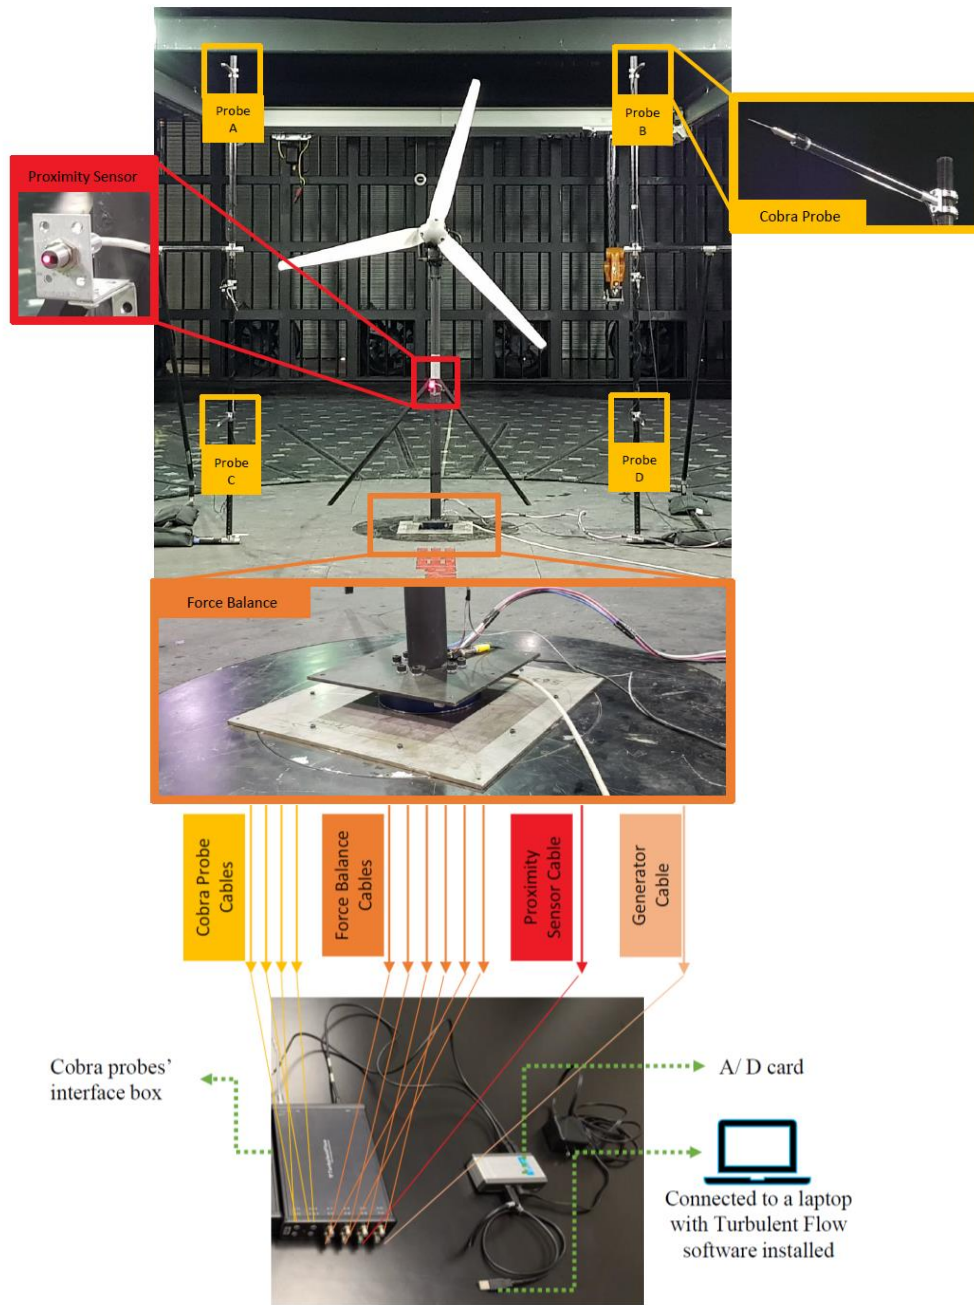 Probe
A
Probe
B
Proximity Sensor
Cobra Probe
Probe
C
Probe
D
Force Balance
Cobra Probe
Cables
Force Balance
Cables
Proximity
Sensor Cable
Generator
Cable
Cobra probes’
interface box
A/ D card
Connected to a laptop
with Turbulent Flow
software installed